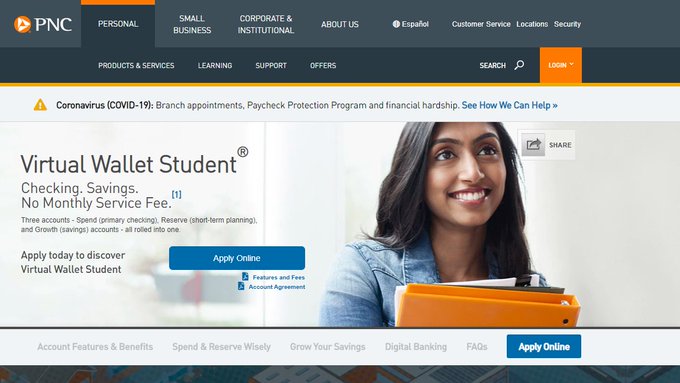 PNC
PERSONAL
SMALL BUSINESS
CORPORATE & INSTITUTIONAL
ABOUT US
Español
Customer Service Locations Security
PRODUCTS & SERVICES LEARNING SUPPORT OFFERS
SEARCH
LOGIN
Coronavirus (COVID-19): Branch appointments, Paycheck Protection Program and financial hardship. See How We Can Help »
SHARE
Virtual Wallet Student®
Checking. Savings.
No Monthly Service Fee.[1]
Three accounts - Spend (primary checking), Reserve (short-term planning),
and Growth (savings) accounts - all rolled into one.
Apply today to discover
Virtual Wallet Student
Apply Online
Features and Fees
Account Agreement
Account Features & Benefits Spend & Reserve Wisely Grow Your Savings Digital Banking FAQs Apply Online